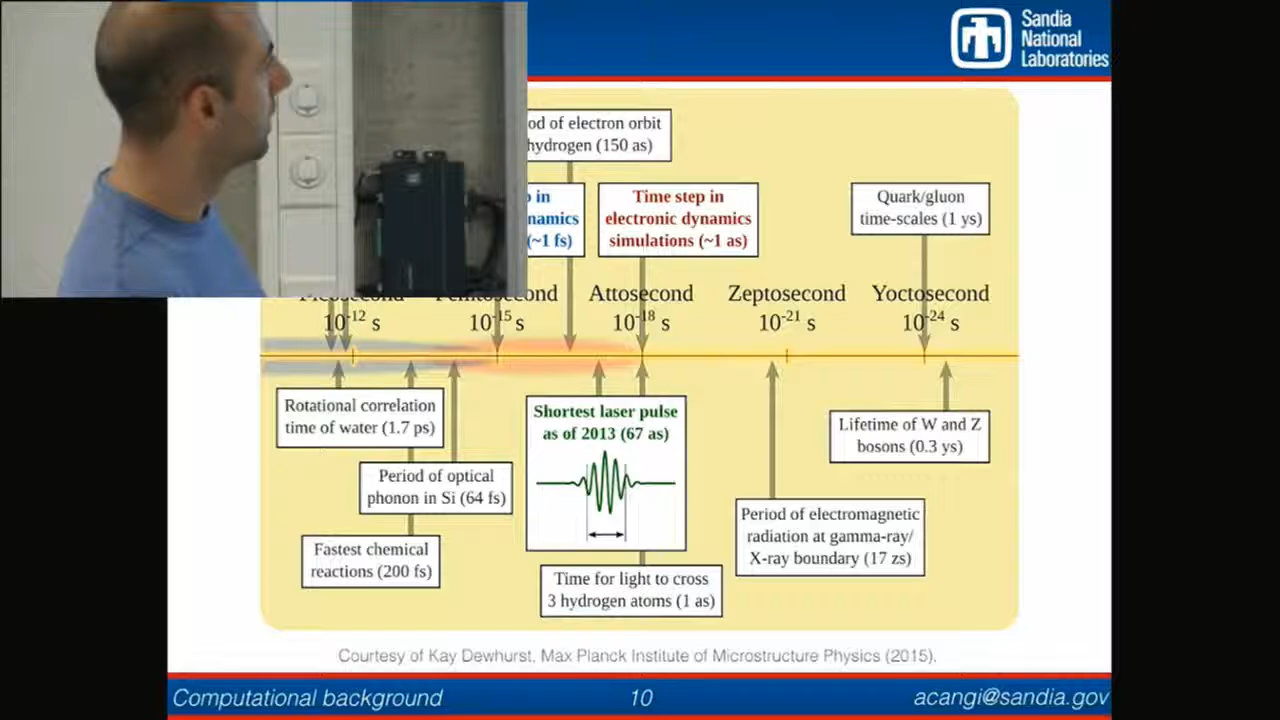 Sandia
National
Laboratories
od of electron orbit
hydrogen (150 as)
in
namics
(~1 fs)
Time step in
electronic dynamics
simulations (~1 as)
Quark/gluon
time-scales (1 ys)
Attosecond
Zeptosecond
Yoctosecond
10⁻¹² s
10⁻¹⁵ s
10⁻¹⁸ s
10⁻²¹ s
10⁻²⁴ s
Rotational correlation
time of water (1.7 ps)
Shortest laser pulse
as of 2013 (67 as)
Lifetime of W and Z
bosons (0.3 ys)
Period of optical
phonon in Si (64 fs)
Period of electromagnetic
radiation at gamma-ray/
X-ray boundary (17 zs)
Fastest chemical
reactions (200 fs)
Time for light to cross
3 hydrogen atoms (1 as)
Courtesy of Kay Dewhurst, Max Planck Institute of Microstructure Physics (2015).
Computational background
10
acangi@sandia.gov